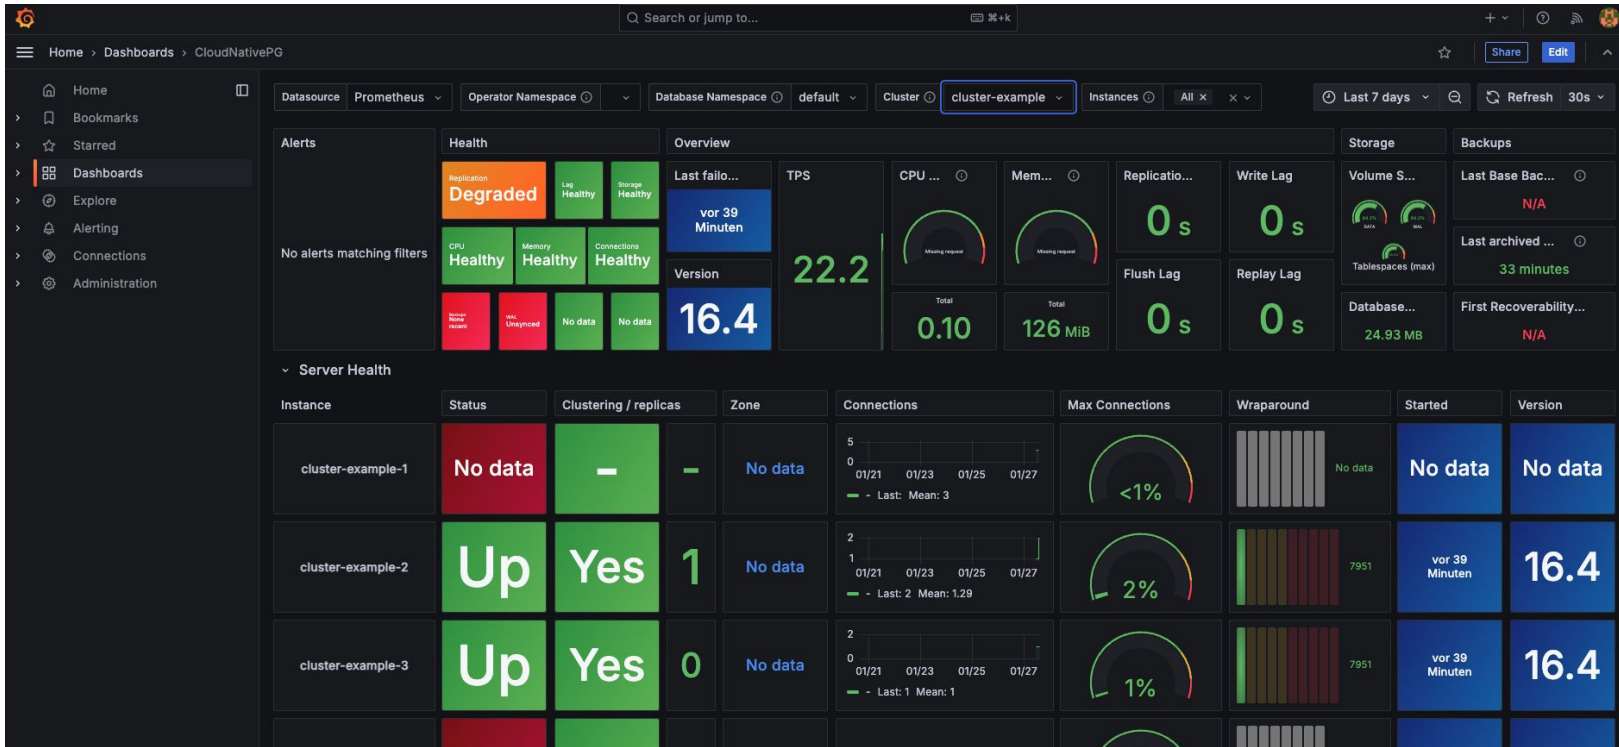 Search or jump to...
⌘+k
Home › Dashboards › CloudNativePG
Share
Edit
Home
Bookmarks
Starred
Dashboards
Explore
Alerting
Connections
Administration
Datasource Prometheus
Operator Namespace
Database Namespace default
Cluster cluster-example
Instances All ×
Last 7 days
Refresh 30s
Alerts
No alerts matching filters
Health
Replication
Degraded
Lag
Healthy
Storage
Healthy
CPU
Healthy
Memory
Healthy
Connections
Healthy
Backups
None
recent
WAL
Unsynced
No data
No data
Overview
Last failo...
vor 39
Minuten
Version
16.4
TPS
22.2
CPU ...
Missing request
Total
0.10
Mem...
Missing request
Total
126 MiB
Replicatio...
0 s
Write Lag
0 s
Flush Lag
0 s
Replay Lag
0 s
Storage
Volume S...
DATA
WAL
Tablespaces (max)
Database...
24.93 MB
Backups
Last Base Bac...
N/A
Last archived ...
33 minutes
First Recoverability...
N/A
Server Health
Instance Status Clustering / replicas Zone Connections Max Connections Wraparound Started Version
cluster-example-1
No data
-
-
No data
5
0
01/21 01/23 01/25 01/27
- Last: Mean: 3
<1%
No data
No data
No data
cluster-example-2
Up
Yes
1
No data
2
1
01/21 01/23 01/25 01/27
- Last: 2 Mean: 1.29
2%
7951
vor 39
Minuten
16.4
cluster-example-3
Up
Yes
0
No data
2
0
01/21 01/23 01/25 01/27
- Last: 1 Mean: 1
1%
7951
vor 39
Minuten
16.4